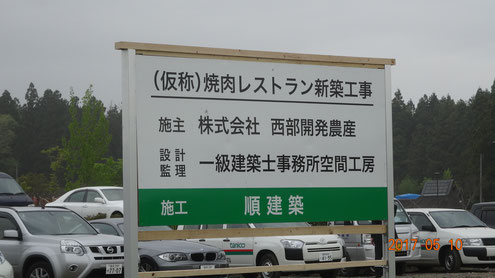 (仮称)焼肉レストラン新築工事
施主 株式会社 西部開発農産
設計監理 一級建築士事務所空間工房
施工 順建築
tanico
2017 05 10